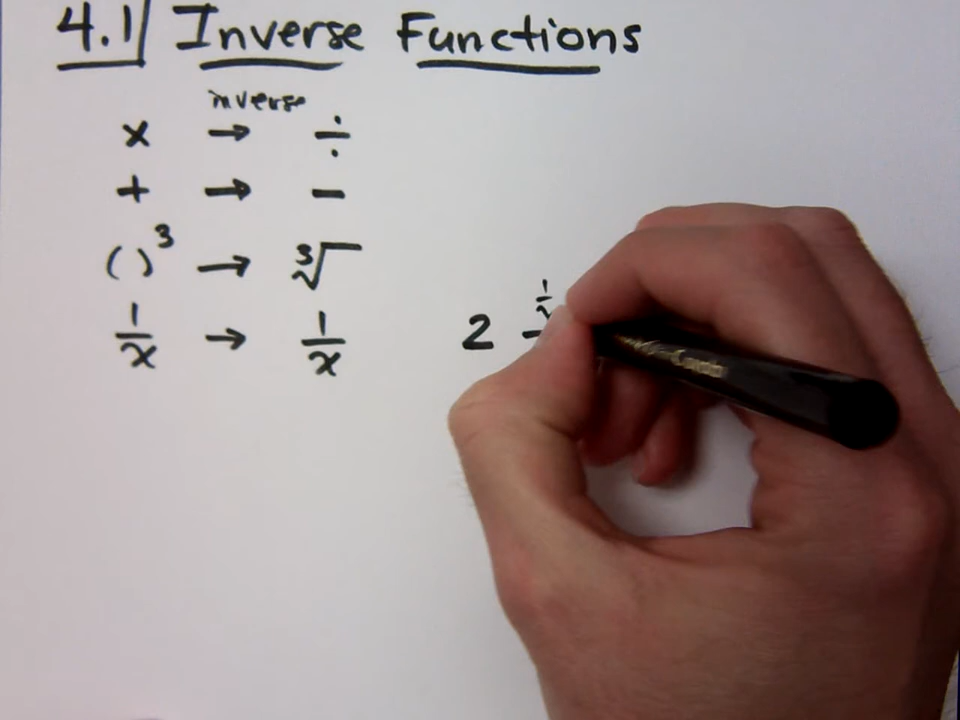 4.1 Inverse Functions
inverse
× → ÷
+ → −
( )³ → ∛
1/x → 1/x 2